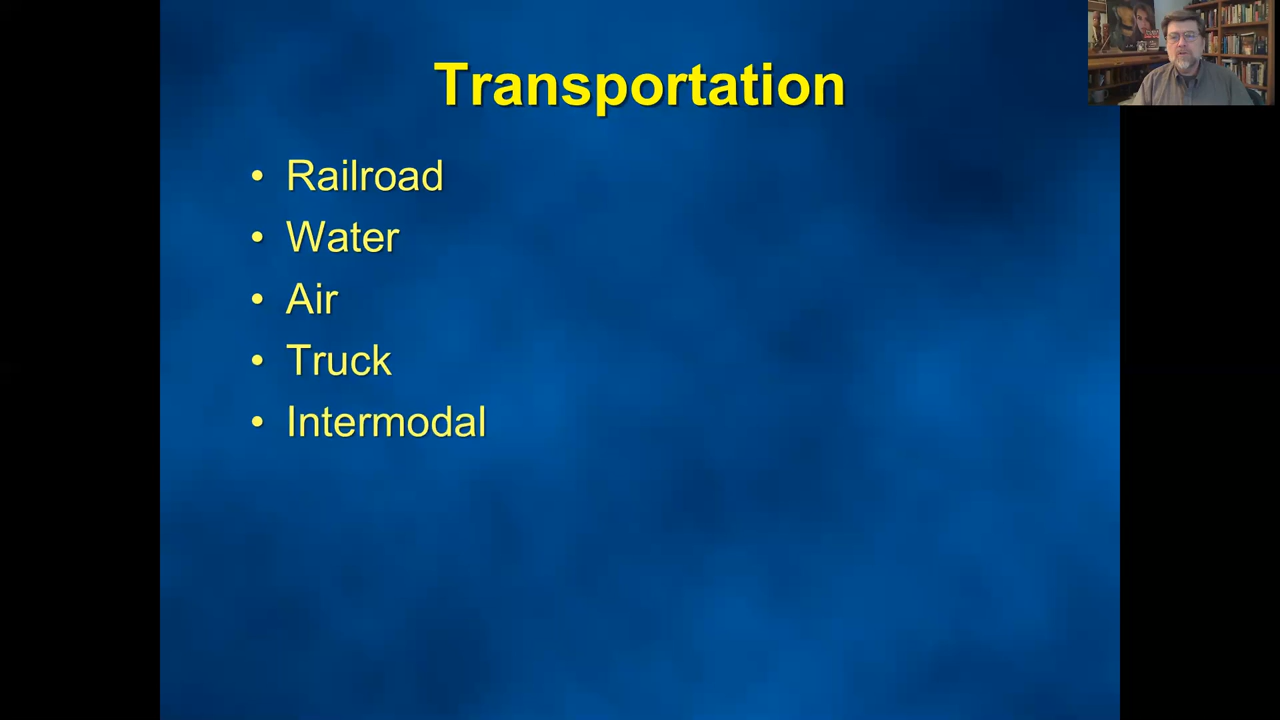 Transportation
• Railroad
• Water
• Air
• Truck
• Intermodal